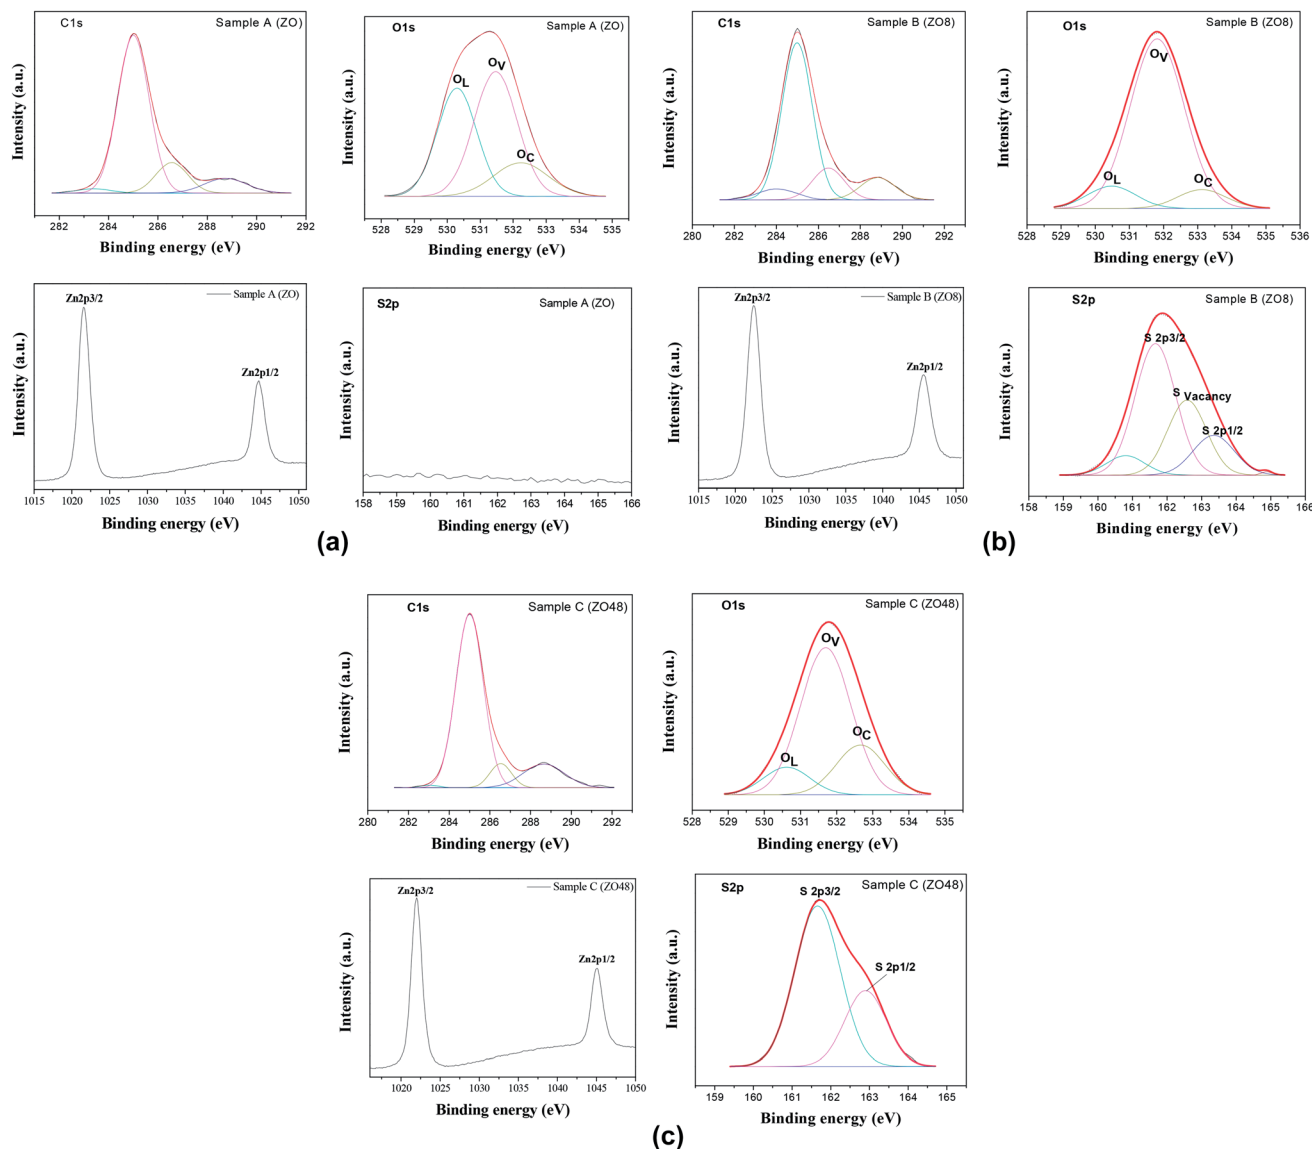 C1s
Sample A (ZO)
Intensity (a.u.)
282 284 286 288 290 292
Binding energy (eV)
O1s
Sample A (ZO)
OL
OV
OC
Intensity (a.u.)
528 529 530 531 532 533 534 535
Binding energy (eV)
Zn2p3/2
Sample A (ZO)
Zn2p1/2
Intensity (a.u.)
1015 1020 1025 1030 1035 1040 1045 1050
Binding energy (eV)
S2p
Sample A (ZO)
Intensity (a.u.)
158 159 160 161 162 163 164 165 166
Binding energy (eV)
(a)
C1s
Sample B (ZO8)
Intensity (a.u.)
280 282 284 286 288 290 292
Binding energy (eV)
O1s
Sample B (ZO8)
OV
OL
OC
Intensity (a.u.)
528 529 530 531 532 533 534 535 536
Binding energy (eV)
Zn2p3/2
Sample B (ZO8)
Zn2p1/2
Intensity (a.u.)
1015 1020 1025 1030 1035 1040 1045 1050
Binding energy (eV)
S2p
Sample B (ZO8)
S 2p3/2
S Vacancy
S 2p1/2
Intensity (a.u.)
158 159 160 161 162 163 164 165 166
Binding energy (eV)
(b)
C1s
Sample C (ZO48)
Intensity (a.u.)
280 282 284 286 288 290 292
Binding energy (eV)
O1s
Sample C (ZO48)
OV
OC
OL
Intensity (a.u.)
528 529 530 531 532 533 534 535
Binding energy (eV)
Zn2p3/2
Sample C (ZO48)
Zn2p1/2
Intensity (a.u.)
1020 1025 1030 1035 1040 1045 1050
Binding energy (eV)
S2p
S 2p3/2
Sample C (ZO48)
S 2p1/2
Intensity (a.u.)
159 160 161 162 163 164 165
Binding energy (eV)
(c)